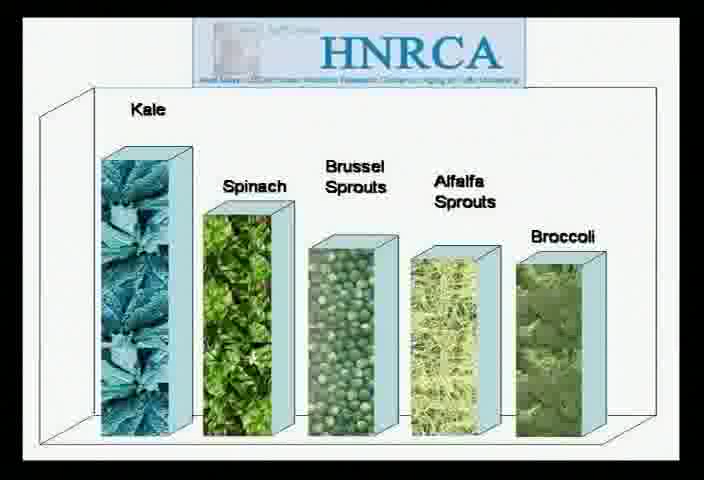 HNRCA
Kale
Spinach
Brussel
Sprouts
Alfalfa
Sprouts
Broccoli